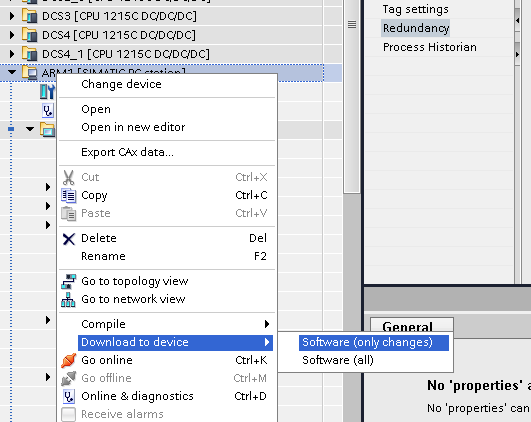 DCS3 [CPU 1215C DC/DC/DC]
DCS4 [CPU 1215C DC/DC/DC]
DCS4_1 [CPU 1215C DC/DC/DC]
ARM1 [SIMATIC PC station]
Change device
Open
Open in new editor
Export CAx data...
Cut Ctrl+X
Copy Ctrl+C
Paste Ctrl+V
Delete Del
Rename F2
Go to topology view
Go to network view
Compile
Download to device
Go online Ctrl+K
Go offline Ctrl+M
Online & diagnostics Ctrl+D
Receive alarms
Software (only changes)
Software (all)
Tag settings
Redundancy
Process Historian
General
No 'properties' a
No 'properties' can